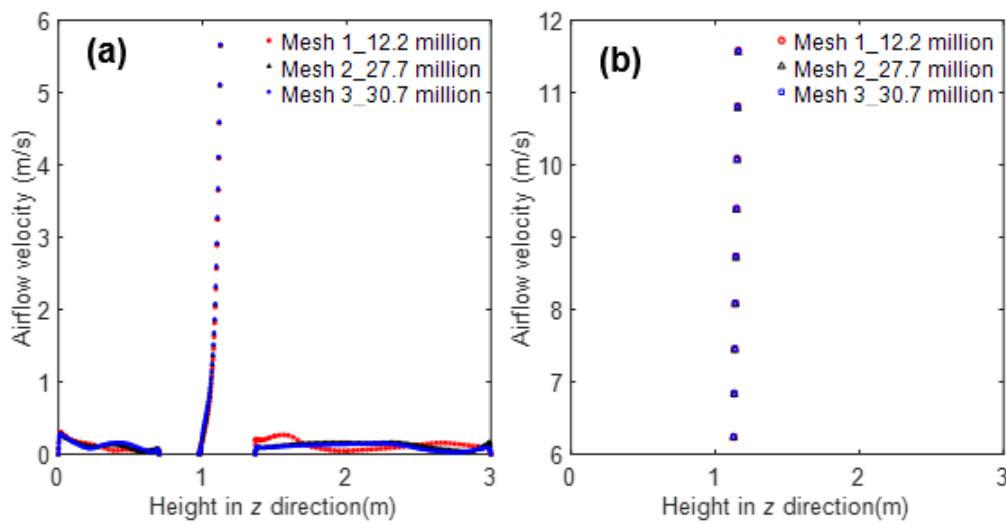 (a)
Mesh 1_12.2 million
Mesh 2_27.7 million
Mesh 3_30.7 million
6
5
4
3
2
1
0
Airflow velocity (m/s)
0 1 2 3
Height in z direction(m)
(b)
Mesh 1_12.2 million
Mesh 2_27.7 million
Mesh 3_30.7 million
12
11
10
9
8
7
6
Airflow velocity (m/s)
0 1 2 3
Height in z direction(m)